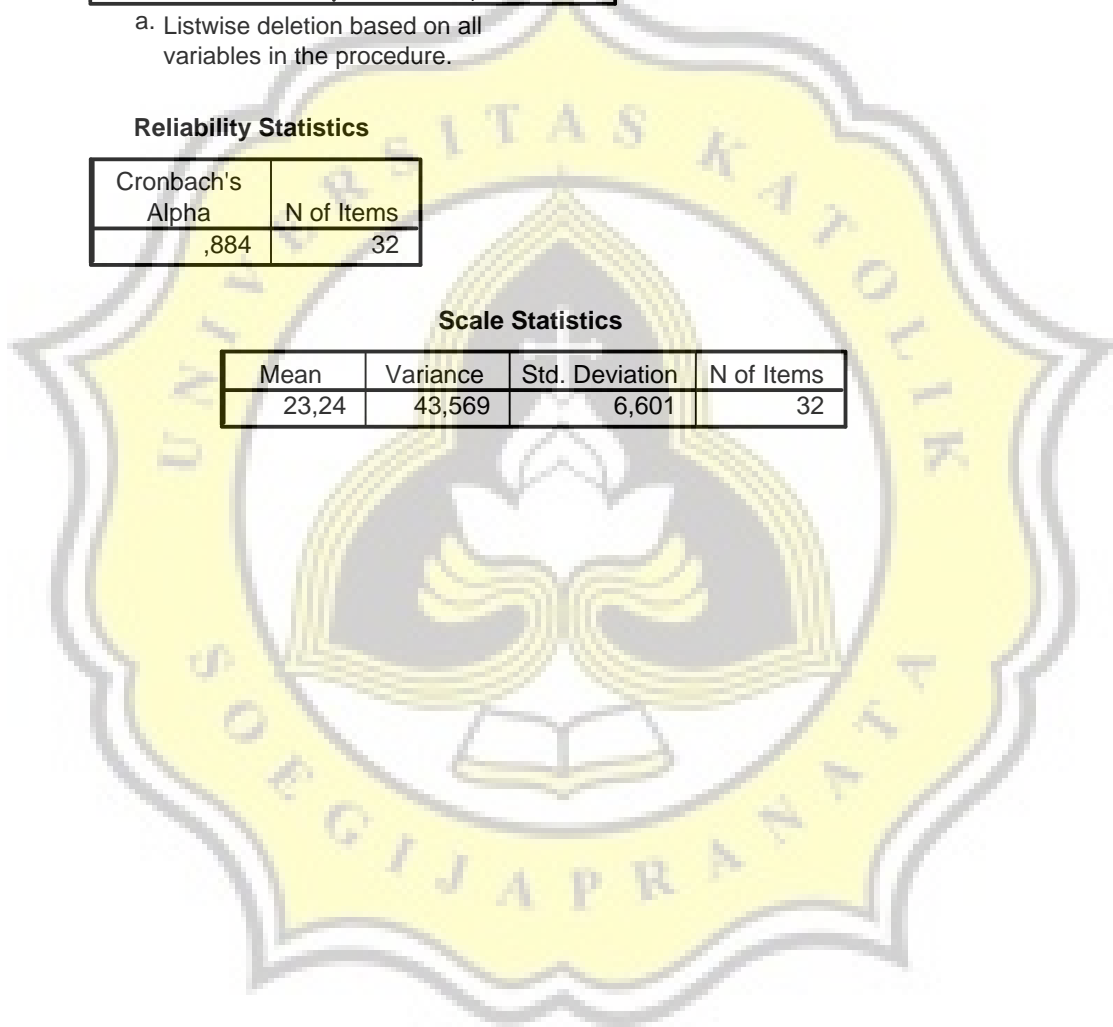 a. Listwise deletion based on all
variables in the procedure.
Reliability Statistics
Cronbach's
Alpha N of Items
,884 32
Scale Statistics
Mean Variance Std. Deviation N of Items
23,24 43,569 6,601 32
UNIVERSITAS KATOLIK
SOEGIJAPRANATA